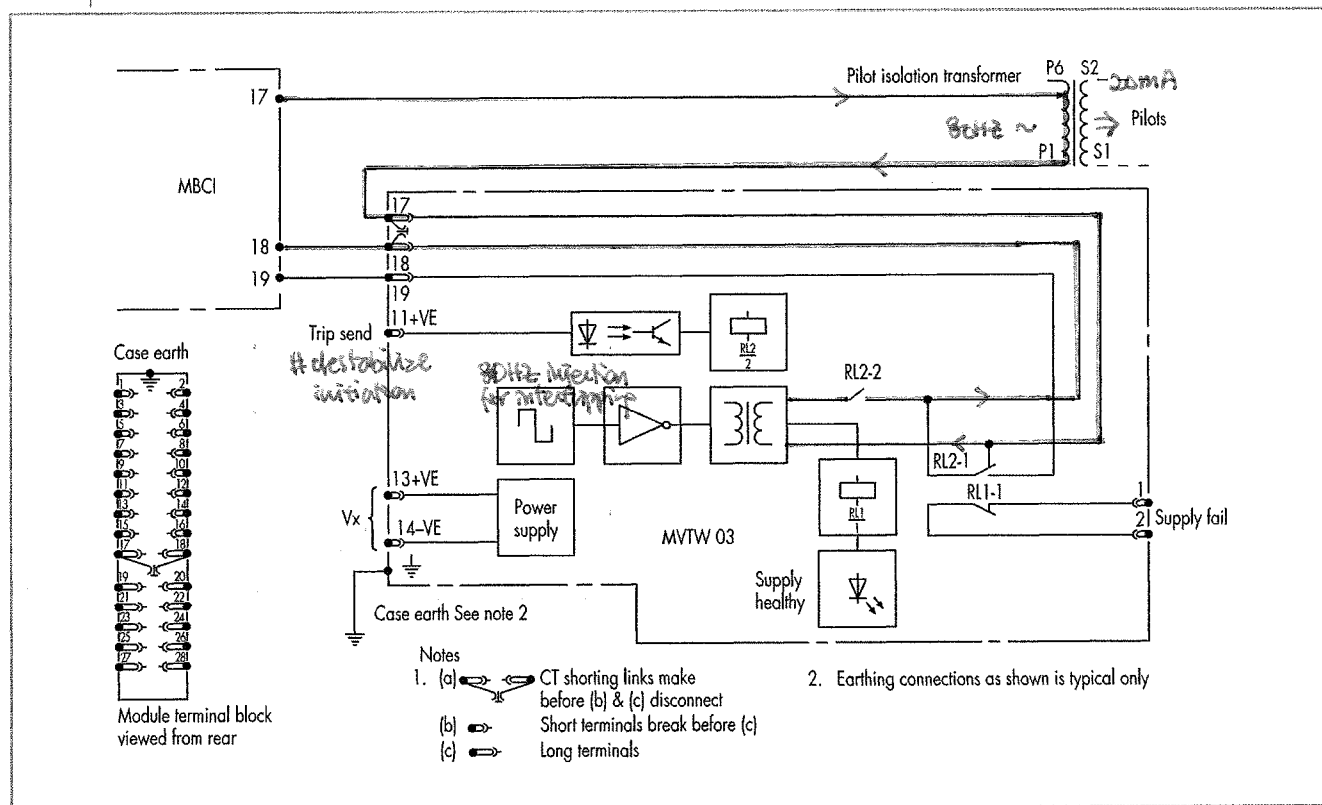 Pilot isolation transformer
P6 S2
20mA
80HZ ~
Pilots
P1 S1
17
MBCI
18
19
17
18
19
11+VE
Trip send
# destabilize
initiation
80HZ injection
for intertripping
RL2
2
RL2-2
RL2-1
RL1-1
1
2
Supply fail
13+VE
Vx
14–VE
Power
supply
MVTW 03
RL1
Supply
healthy
Case earth See note 2
Case earth
1 2
3 4
5 6
7 8
9 10
11 12
13 14
15 16
17 18
19 20
21 22
23 24
25 26
27 28
Module terminal block
viewed from rear
Notes
1. (a) CT shorting links make
before (b) & (c) disconnect
(b) Short terminals break before (c)
(c) Long terminals
2. Earthing connections as shown is typical only